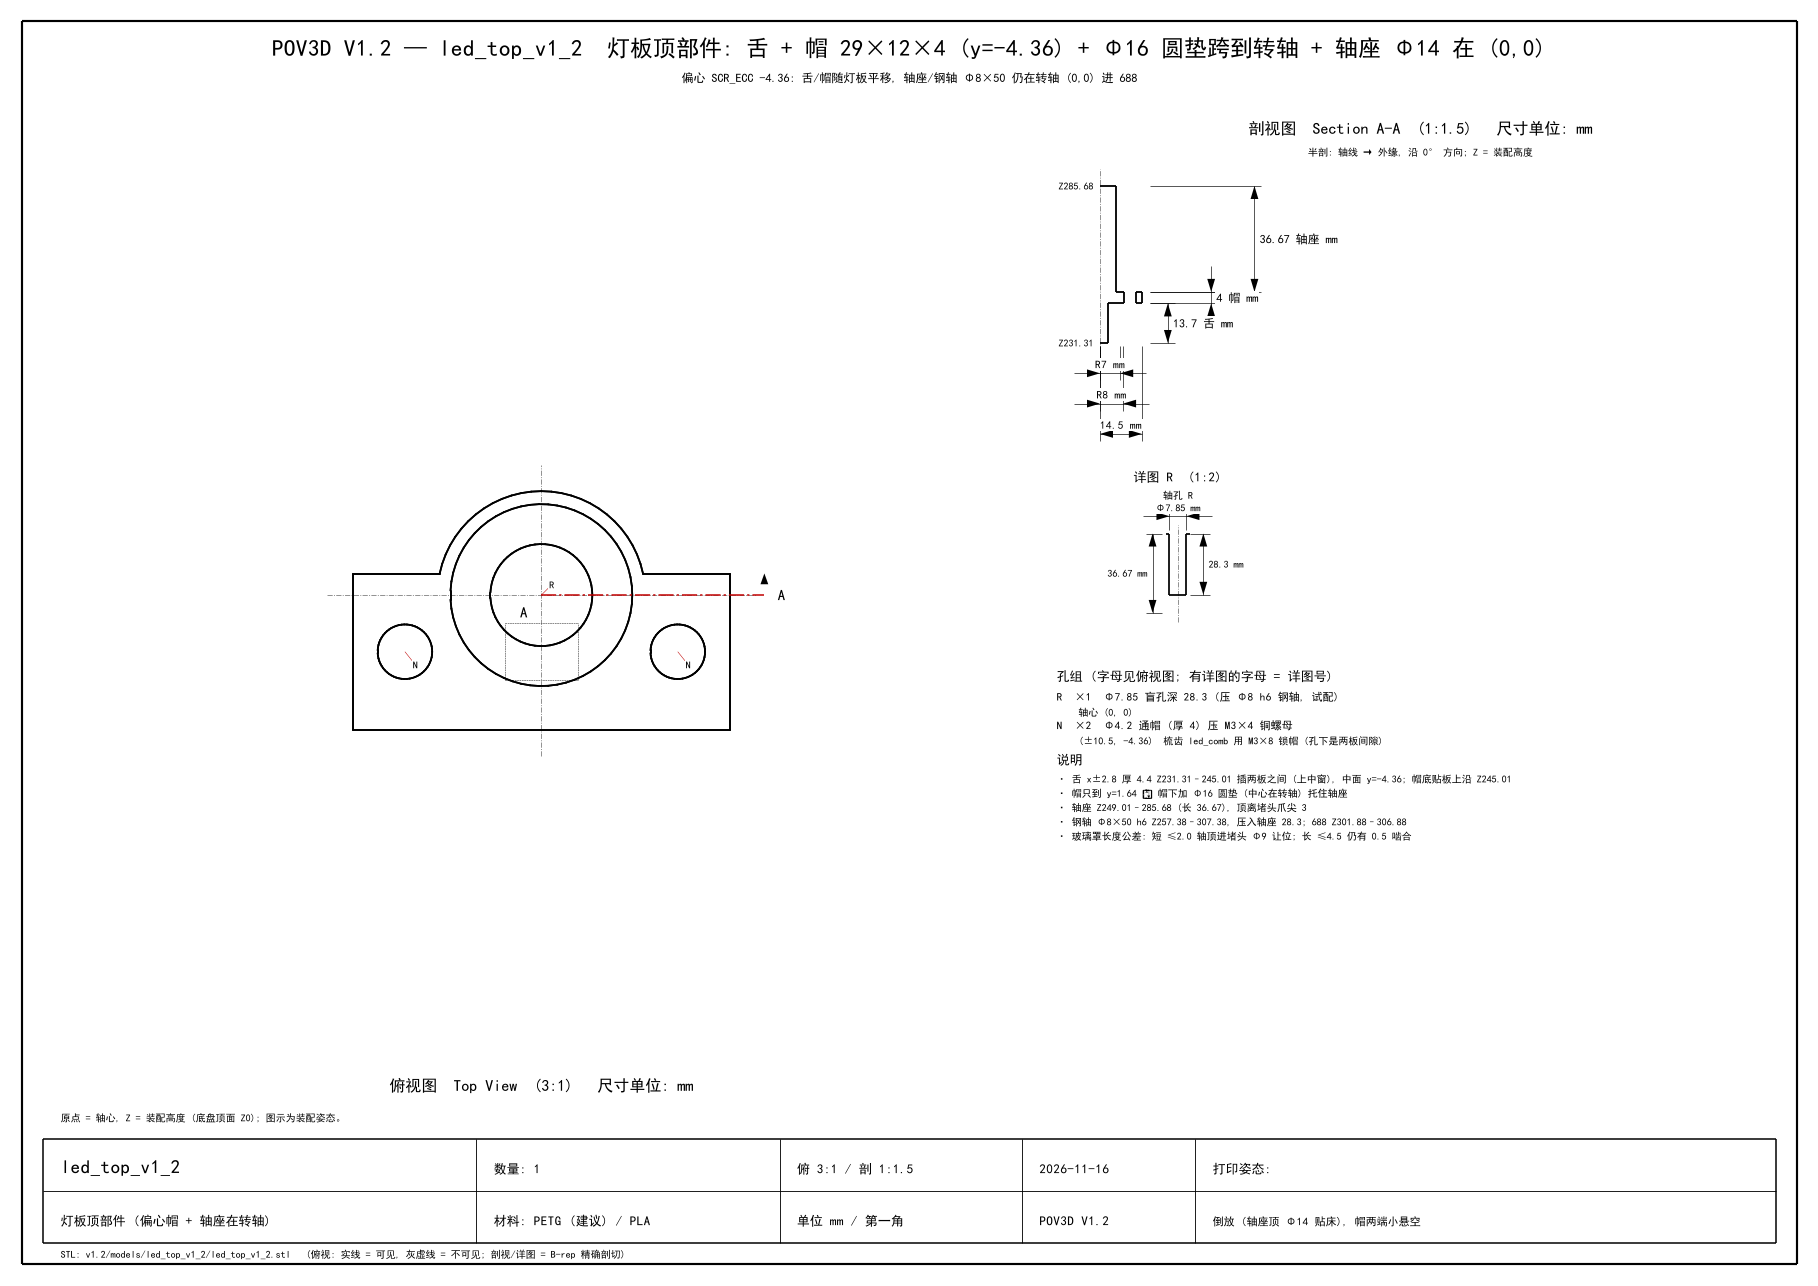 POV3D V1.2 — led_top_v1_2  灯板顶部件: 舌 + 帽 29×12×4 (y=-4.36) + Φ16 圆垫跨到转轴 + 轴座 Φ14 在 (0,0)
偏心 SCR_ECC -4.36: 舌/帽随灯板平移, 轴座/钢轴 Φ8×50 仍在转轴 (0,0) 进 688
剖视图  Section A-A  (1:1.5)  尺寸单位: mm
半剖: 轴线 → 外缘, 沿 0° 方向; Z = 装配高度
Z285.68
36.67 轴座 mm
4 帽 mm
13.7 舌 mm
Z231.31
R7 mm
R8 mm
14.5 mm
详图 R  (1:2)
轴孔 R
Φ7.85 mm
36.67 mm
28.3 mm
R
A
A
N
N
孔组 (字母见俯视图; 有详图的字母 = 详图号)
R  ×1  Φ7.85 盲孔深 28.3 (压 Φ8 h6 钢轴, 试配)
轴心 (0, 0)
N  ×2  Φ4.2 通帽 (厚 4) 压 M3×4 铜螺母
(±10.5, -4.36)  梳齿 led_comb 用 M3×8 锁帽 (孔下是两板间隙)
说明
· 舌 x±2.8 厚 4.4 Z231.31–245.01 插两板之间 (上中窗), 中面 y=-4.36; 帽底贴板上沿 Z245.01
· 帽只到 y=1.64  帽下加 Φ16 圆垫 (中心在转轴) 托住轴座
· 轴座 Z249.01–285.68 (长 36.67), 顶离堵头爪尖 3
· 钢轴 Φ8×50 h6 Z257.38–307.38, 压入轴座 28.3; 688 Z301.88–306.88
· 玻璃罩长度公差: 短 ≤2.0 轴顶进堵头 Φ9 让位; 长 ≤4.5 仍有 0.5 啮合
俯视图  Top View  (3:1)  尺寸单位: mm
原点 = 轴心, Z = 装配高度 (底盘顶面 Z0); 图示为装配姿态。
led_top_v1_2
数量: 1
俯 3:1 / 剖 1:1.5
2026-11-16
打印姿态:
灯板顶部件 (偏心帽 + 轴座在转轴)
材料: PETG (建议) / PLA
单位 mm / 第一角
POV3D V1.2
倒放 (轴座顶 Φ14 贴床), 帽两端小悬空
STL: v1.2/models/led_top_v1_2/led_top_v1_2.stl  (俯视: 实线 = 可见, 灰虚线 = 不可见; 剖视/详图 = B-rep 精确剖切)